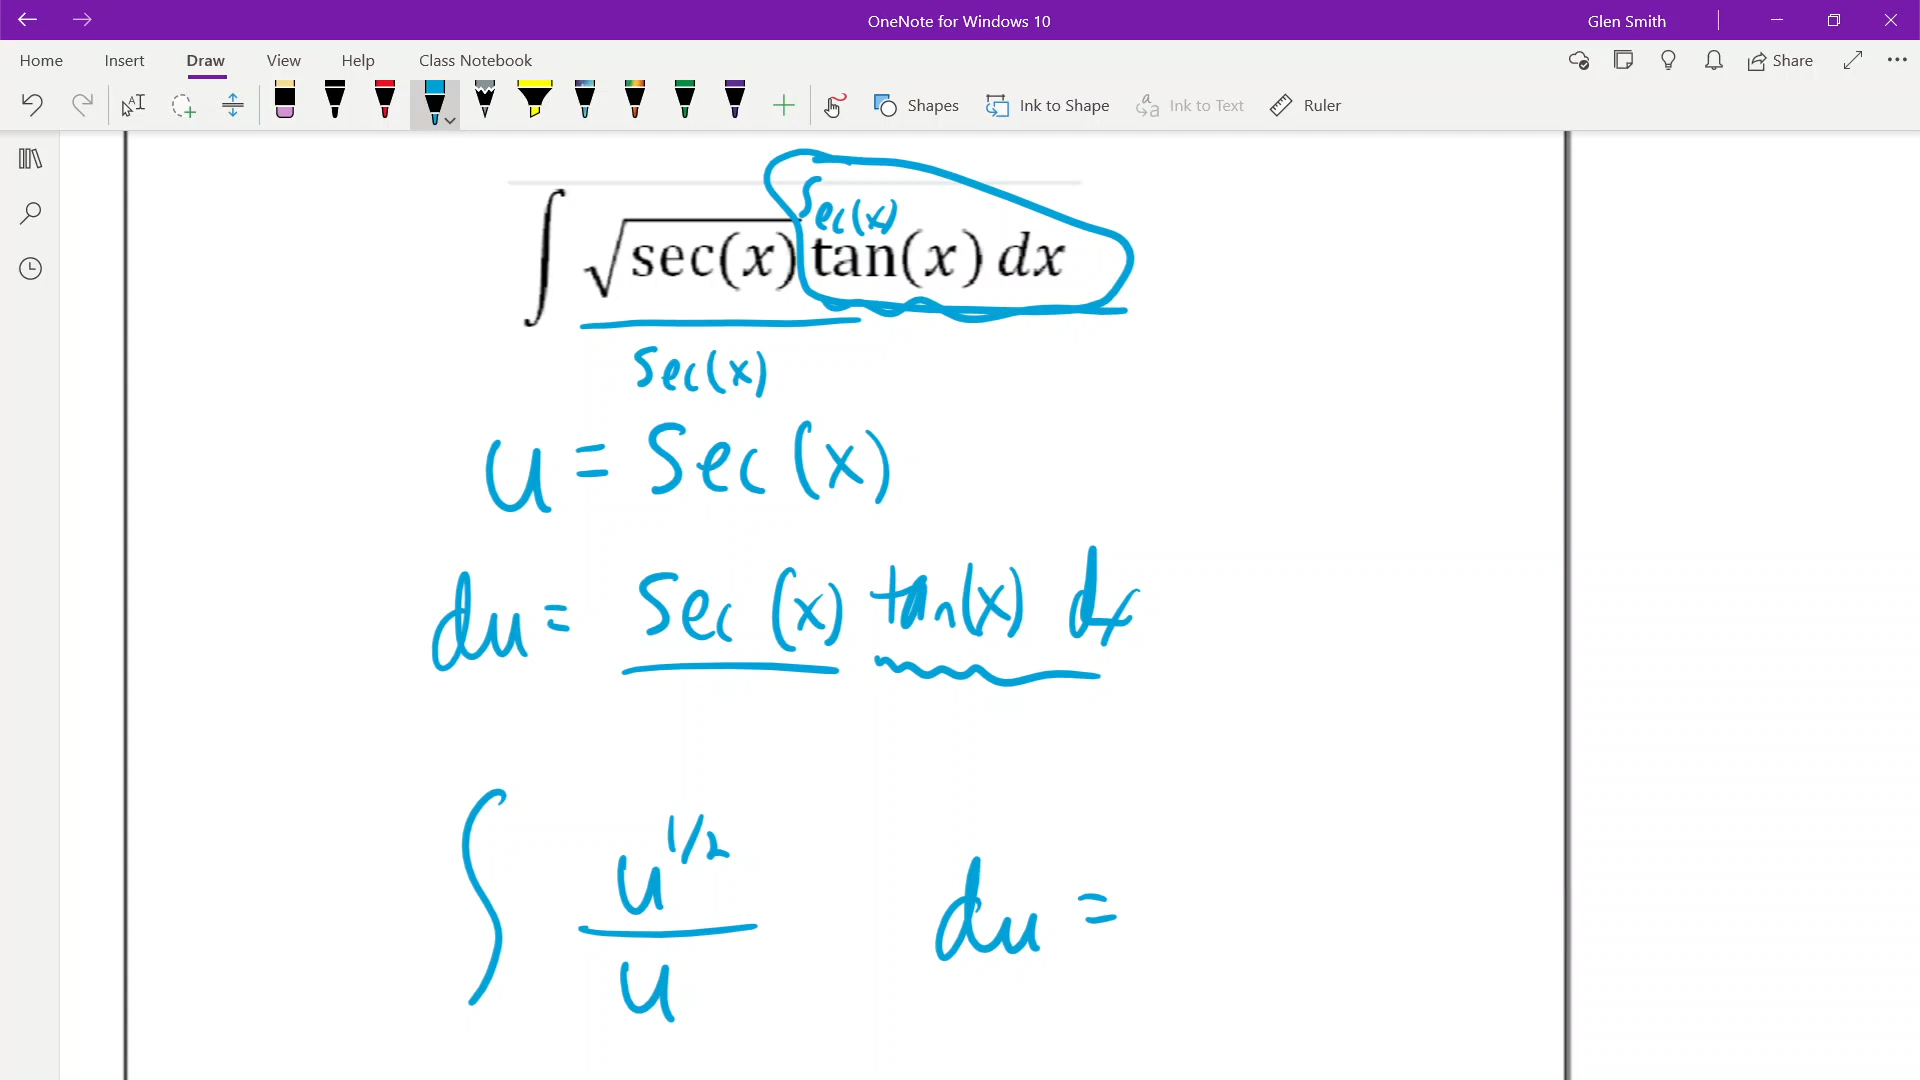 OneNote for Windows 10
Glen Smith
Home Insert Draw View Help Class Notebook Share
Shapes Ink to Shape Ink to Text Ruler
sec(x)
∫ √sec(x) tan(x) dx
sec(x)
u = sec(x)
du = sec(x) tan(x) dx
∫ u^1/2 / u du =